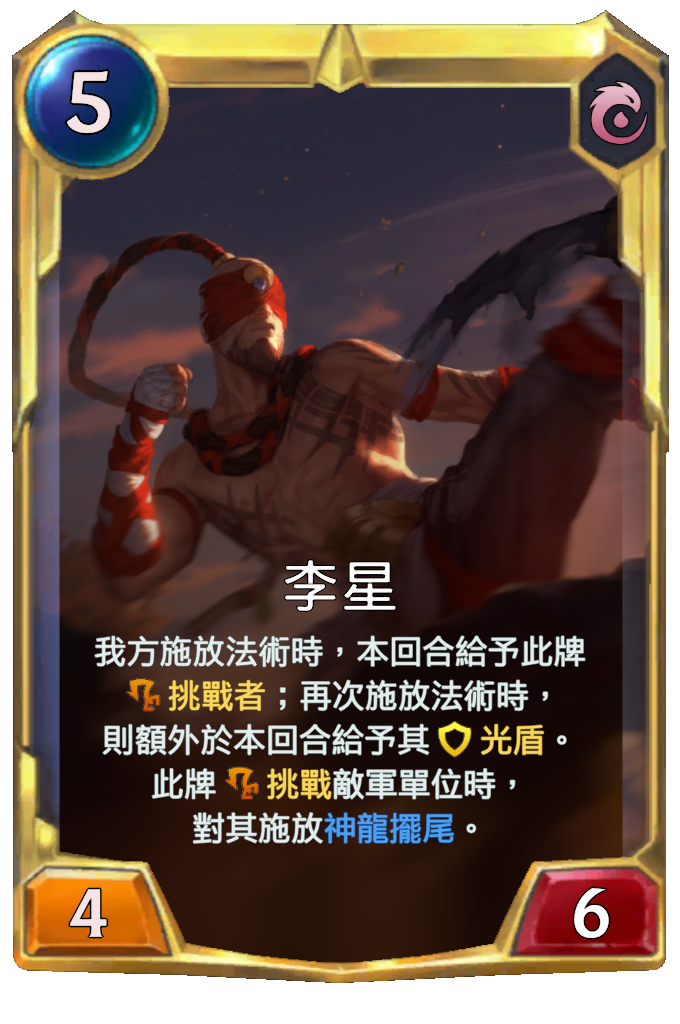 5
李星
我方施放法術時，本回合給予此牌
挑戰者；再次施放法術時，
則額外於本回合給予其光盾。
此牌挑戰敵軍單位時，
對其施放神龍擺尾。
4
6